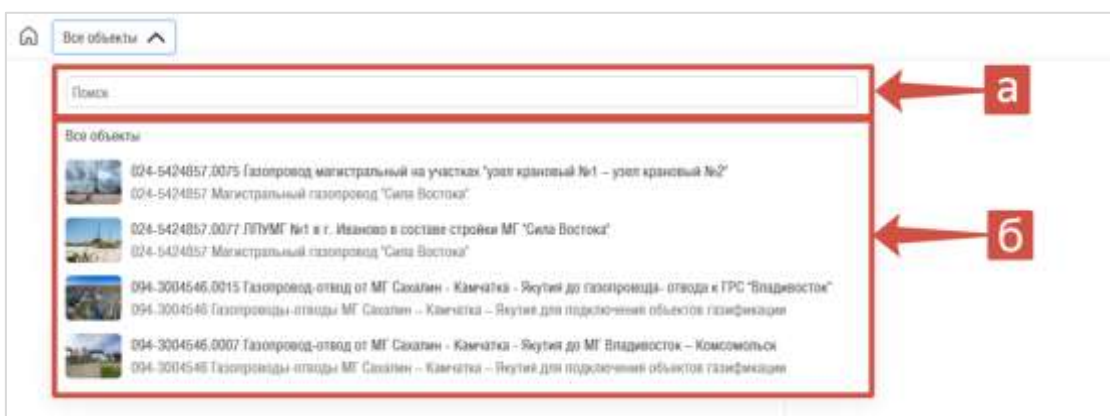 Все объекты
Поиск
а
Все объекты
024-5424857.0075 Газопровод магистральный на участках "узел крановый №1 – узел крановый №2"
024-5424857 Магистральный газопровод "Сила Востока"
024-5424857.0077 ЛПУМГ №1 в г. Иваново в составе стройки МГ "Сила Востока"
024-5424857 Магистральный газопровод "Сила Востока"
б
094-3004546.0015 Газопровод-отвод от МГ Сахалин - Камчатка - Якутия до газопровода- отвода к ГРС "Владивосток"
094-3004546 Газопроводы-отводы МГ Сахалин – Камчатка – Якутия для подключения объектов газификации
094-3004546.0007 Газопровод-отвод от МГ Сахалин - Камчатка - Якутия до МГ Владивосток – Комсомольск
094-3004546 Газопроводы-отводы МГ Сахалин – Камчатка – Якутия для подключения объектов газификации